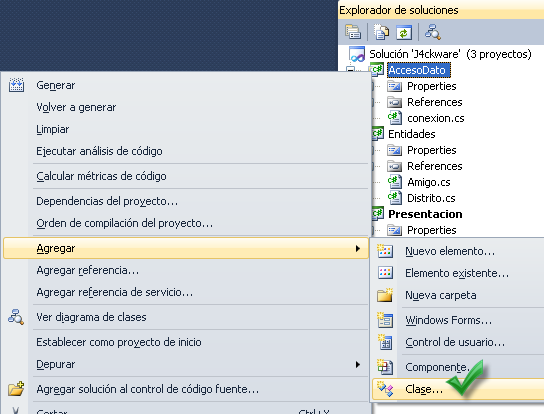 Explorador de soluciones
Solución 'J4ckware' (3 proyectos)
AccesoDato
Properties
References
conexion.cs
Entidades
Properties
References
Amigo.cs
Distrito.cs
Presentacion
Properties
Generar
Volver a generar
Limpiar
Ejecutar análisis de código
Calcular métricas de código
Dependencias del proyecto...
Orden de compilación del proyecto...
Agregar
Agregar referencia...
Agregar referencia de servicio...
Ver diagrama de clases
Establecer como proyecto de inicio
Depurar
Agregar solución al control de código fuente...
Cortar Ctrl+X
Nuevo elemento...
Elemento existente...
Nueva carpeta
Windows Forms...
Control de usuario...
Componente...
Clase...